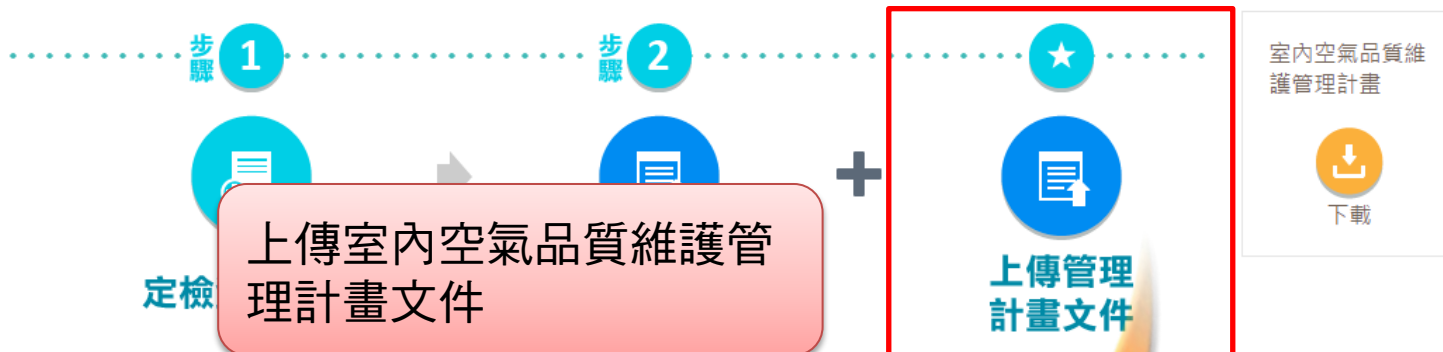 步驟 1
步驟 2
室內空氣品質維
護管理計畫
下載
定檢
上傳室內空氣品質維護管
理計畫文件
上傳管理
計畫文件